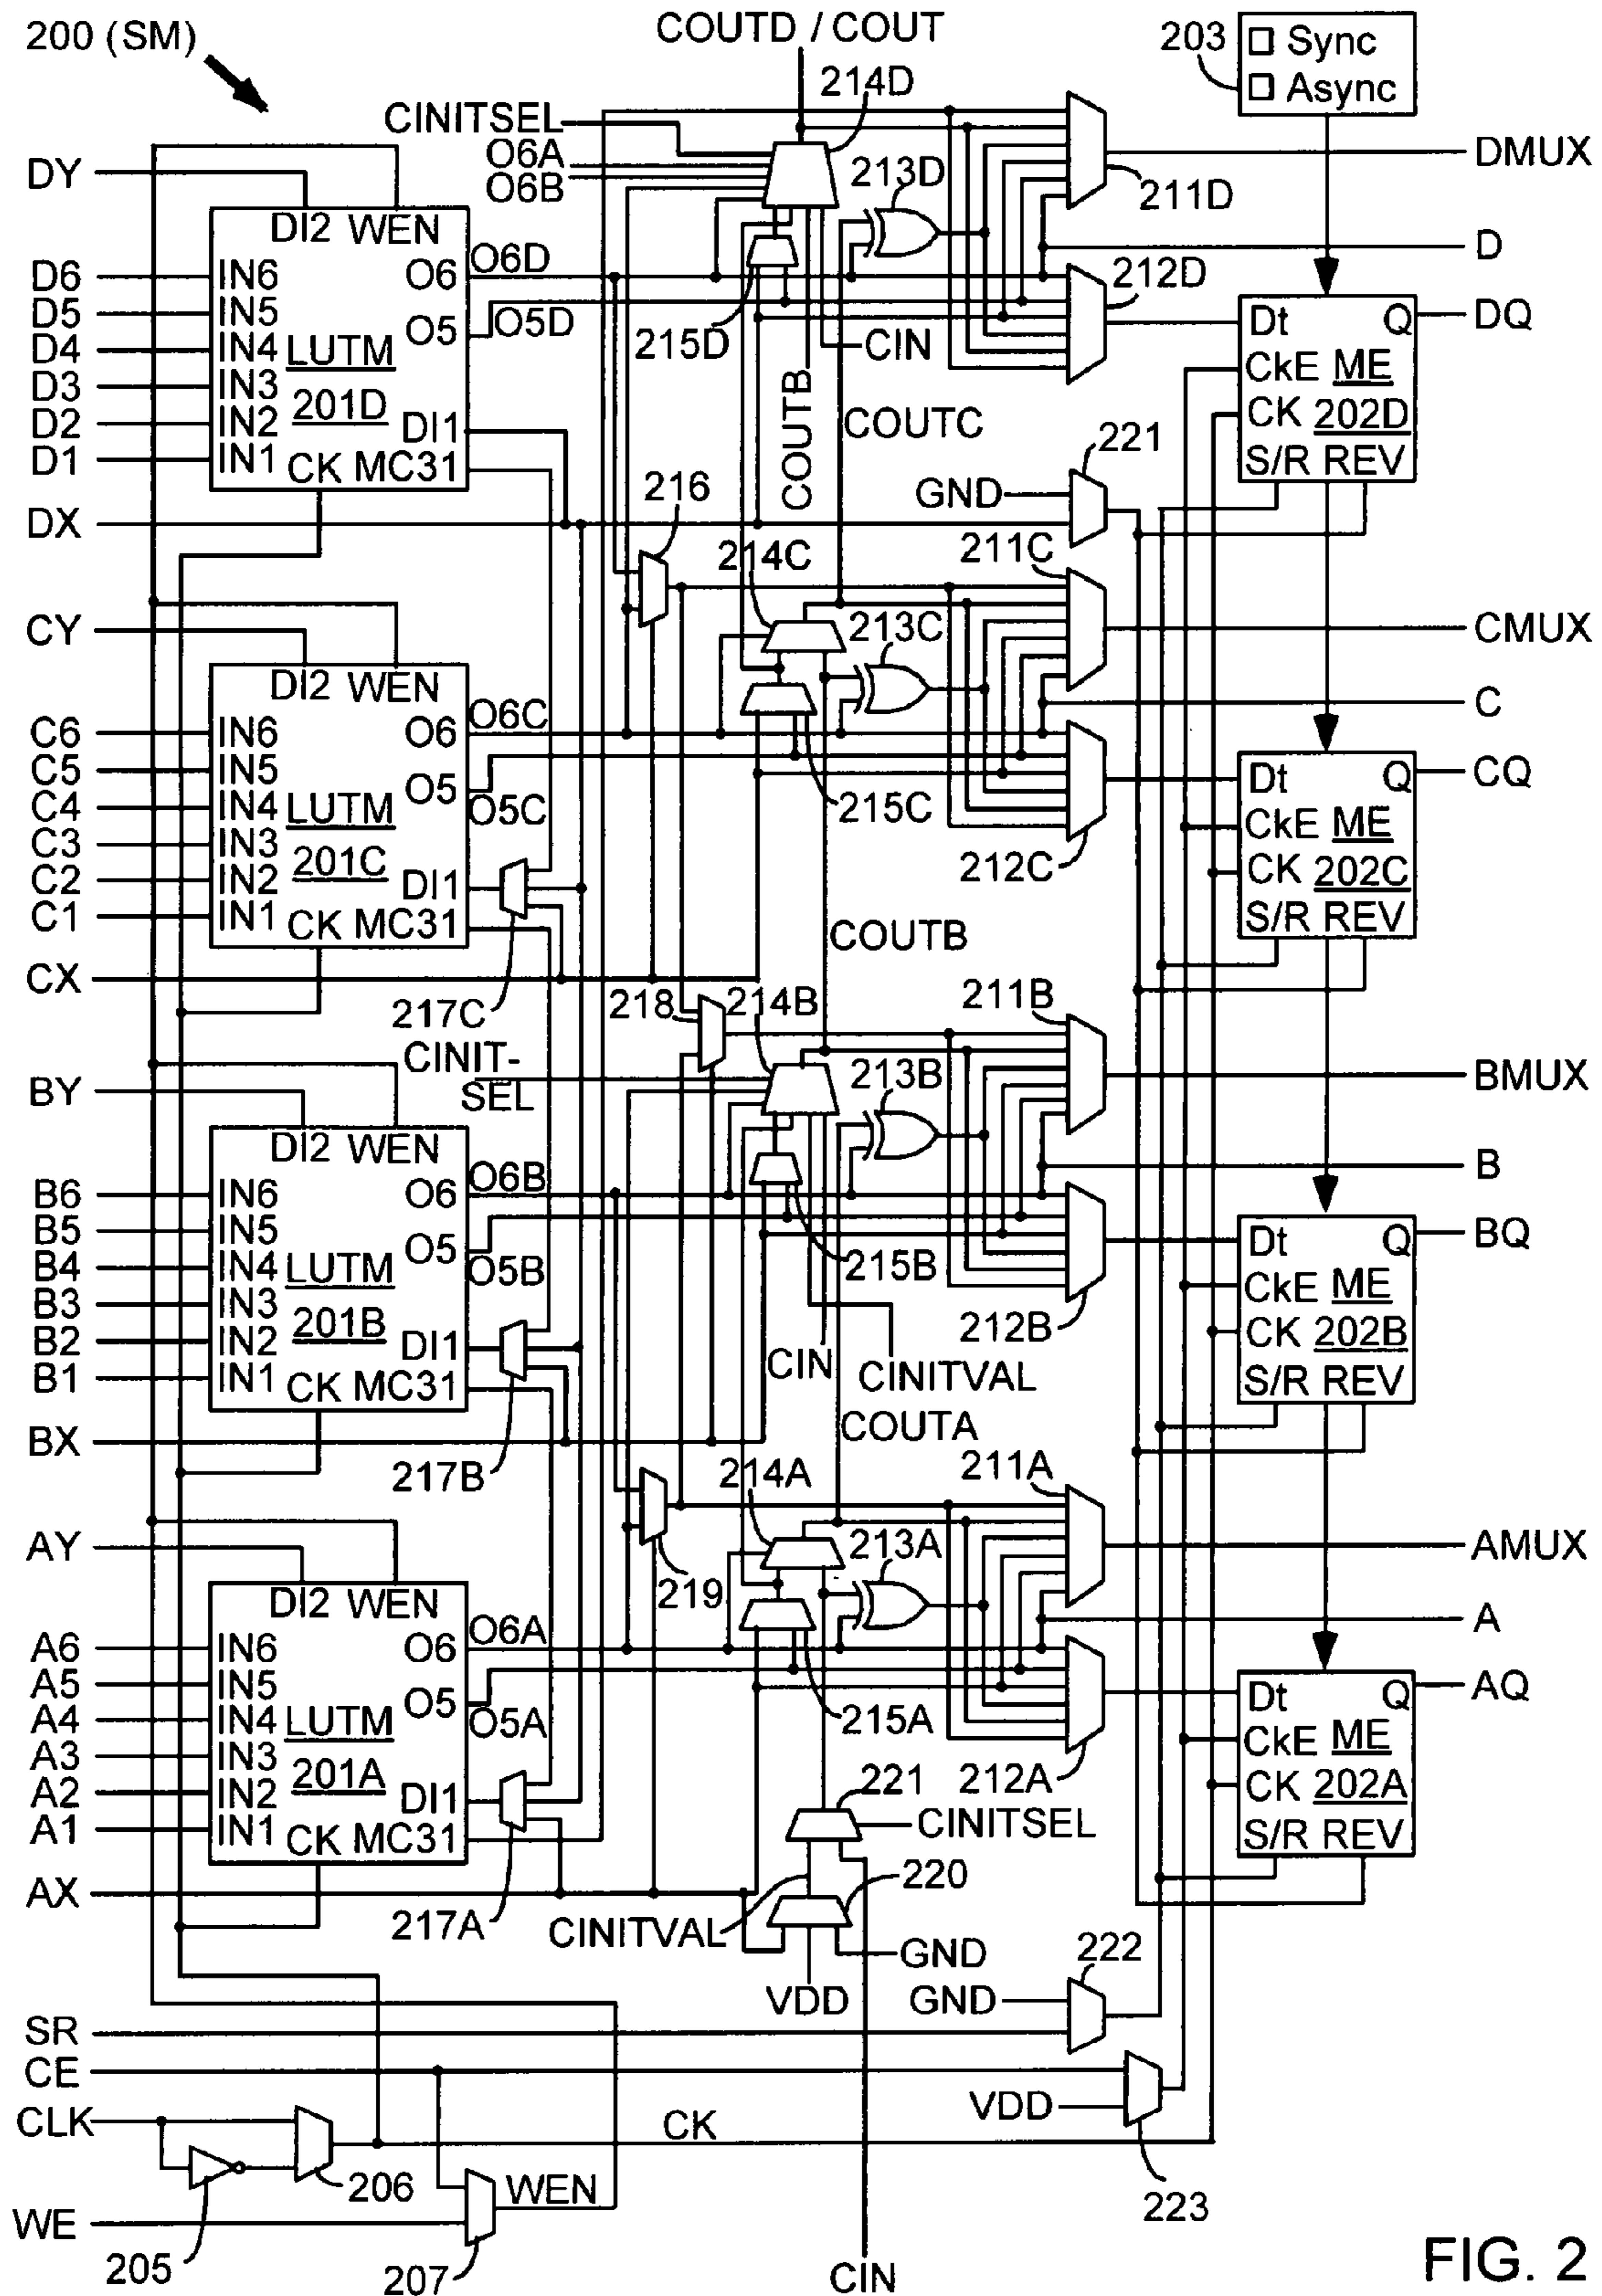 200 (SM)
COUTD / COUT
203
Sync
Async
214D
CINITSEL
O6A
O6B
213D
211D
DMUX
DY
DI2 WEN
D6 IN6 O6 O6D
D5 IN5
D4 IN4 LUTM O5 O5D
D3 IN3
D2 IN2 201D DI1
D1 IN1 CK MC31
215D
CIN
COUTB
COUTC
212D
D
Dt Q DQ
CkE ME
CK 202D
S/R REV
DX
216
GND
221
214C
213C
211C
CMUX
CY
DI2 WEN
C6 IN6 O6 O6C
C5 IN5
C4 IN4 LUTM O5 O5C
C3 IN3
C2 IN2 201C DI1
C1 IN1 CK MC31
215C
212C
C
Dt Q CQ
CkE ME
CK 202C
S/R REV
COUTB
CX
217C
218
214B
213B
211B
BMUX
CINIT-
SEL
BY
DI2 WEN
B6 IN6 O6 O6B
B5 IN5
B4 IN4 LUTM O5 O5B
B3 IN3
B2 IN2 201B DI1
B1 IN1 CK MC31
215B
212B
CIN
CINITVAL
B
Dt Q BQ
CkE ME
CK 202B
S/R REV
COUTA
BX
217B
214A
213A
211A
AMUX
AY
219
DI2 WEN
A6 IN6 O6 O6A
A5 IN5
A4 IN4 LUTM O5 O5A
A3 IN3
A2 IN2 201A DI1
A1 IN1 CK MC31
215A
212A
A
Dt Q AQ
CkE ME
CK 202A
S/R REV
221
CINITSEL
220
AX
217A
CINITVAL
GND
VDD
222
GND
SR
CE
VDD
CLK
CK
206
WEN
223
WE
205
207
CIN
FIG. 2